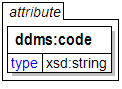 attribute
ddms:code
type xsd:string